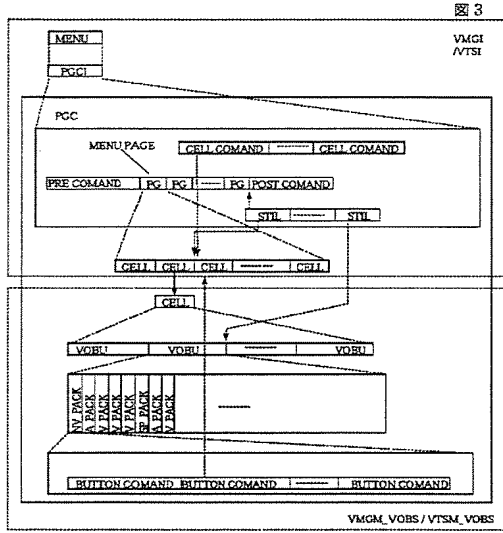 図 3
MENU
VMGI
/VTSI
PGCI
PGC
MENU PAGE
CELL COMAND CELL COMAND
PRE COMAND PG PG PG POST COMAND
STIL STIL
CELL CELL CELL CELL
CELL
VOBU VOBU VOBU
NV_PACK
A_PACK
V_PACK
V_PACK
V_PACK
SP_PACK
A_PACK
V_PACK
BUTTON COMAND BUTTON COMAND BUTTON COMAND
VMGM_VOBS / VTSM_VOBS